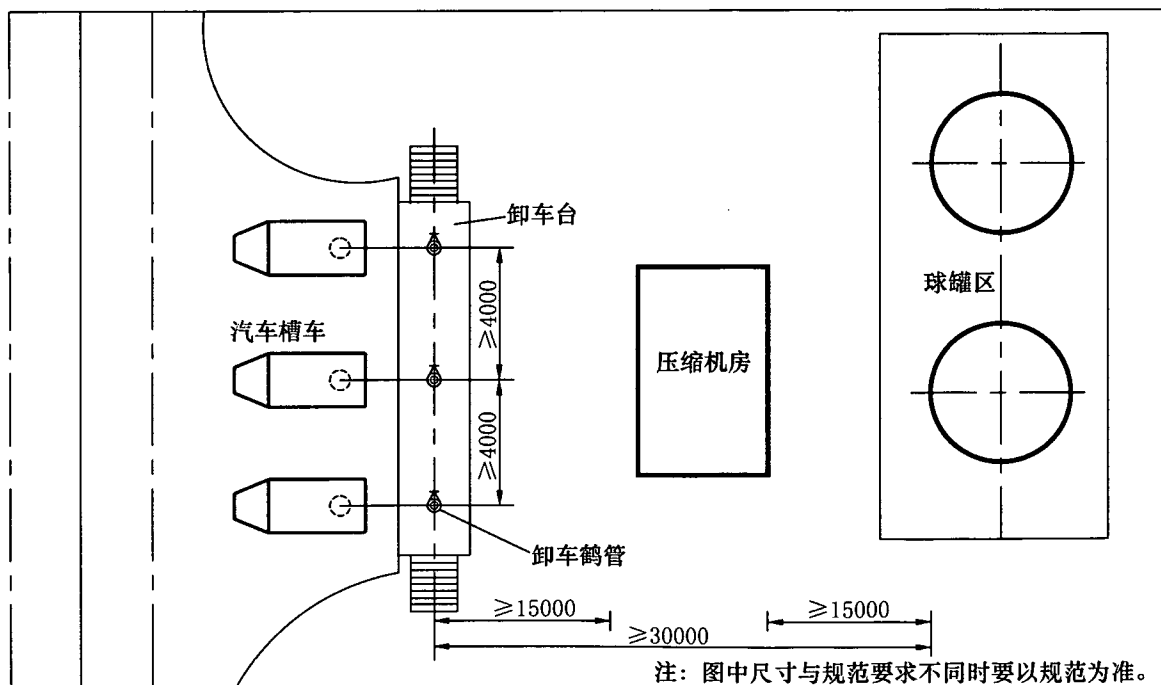 卸车台
≥4000
球罐区
汽车槽车
压缩机房
≥4000
卸车鹤管
≥15000
≥15000
≥30000
注：图中尺寸与规范要求不同时要以规范为准。